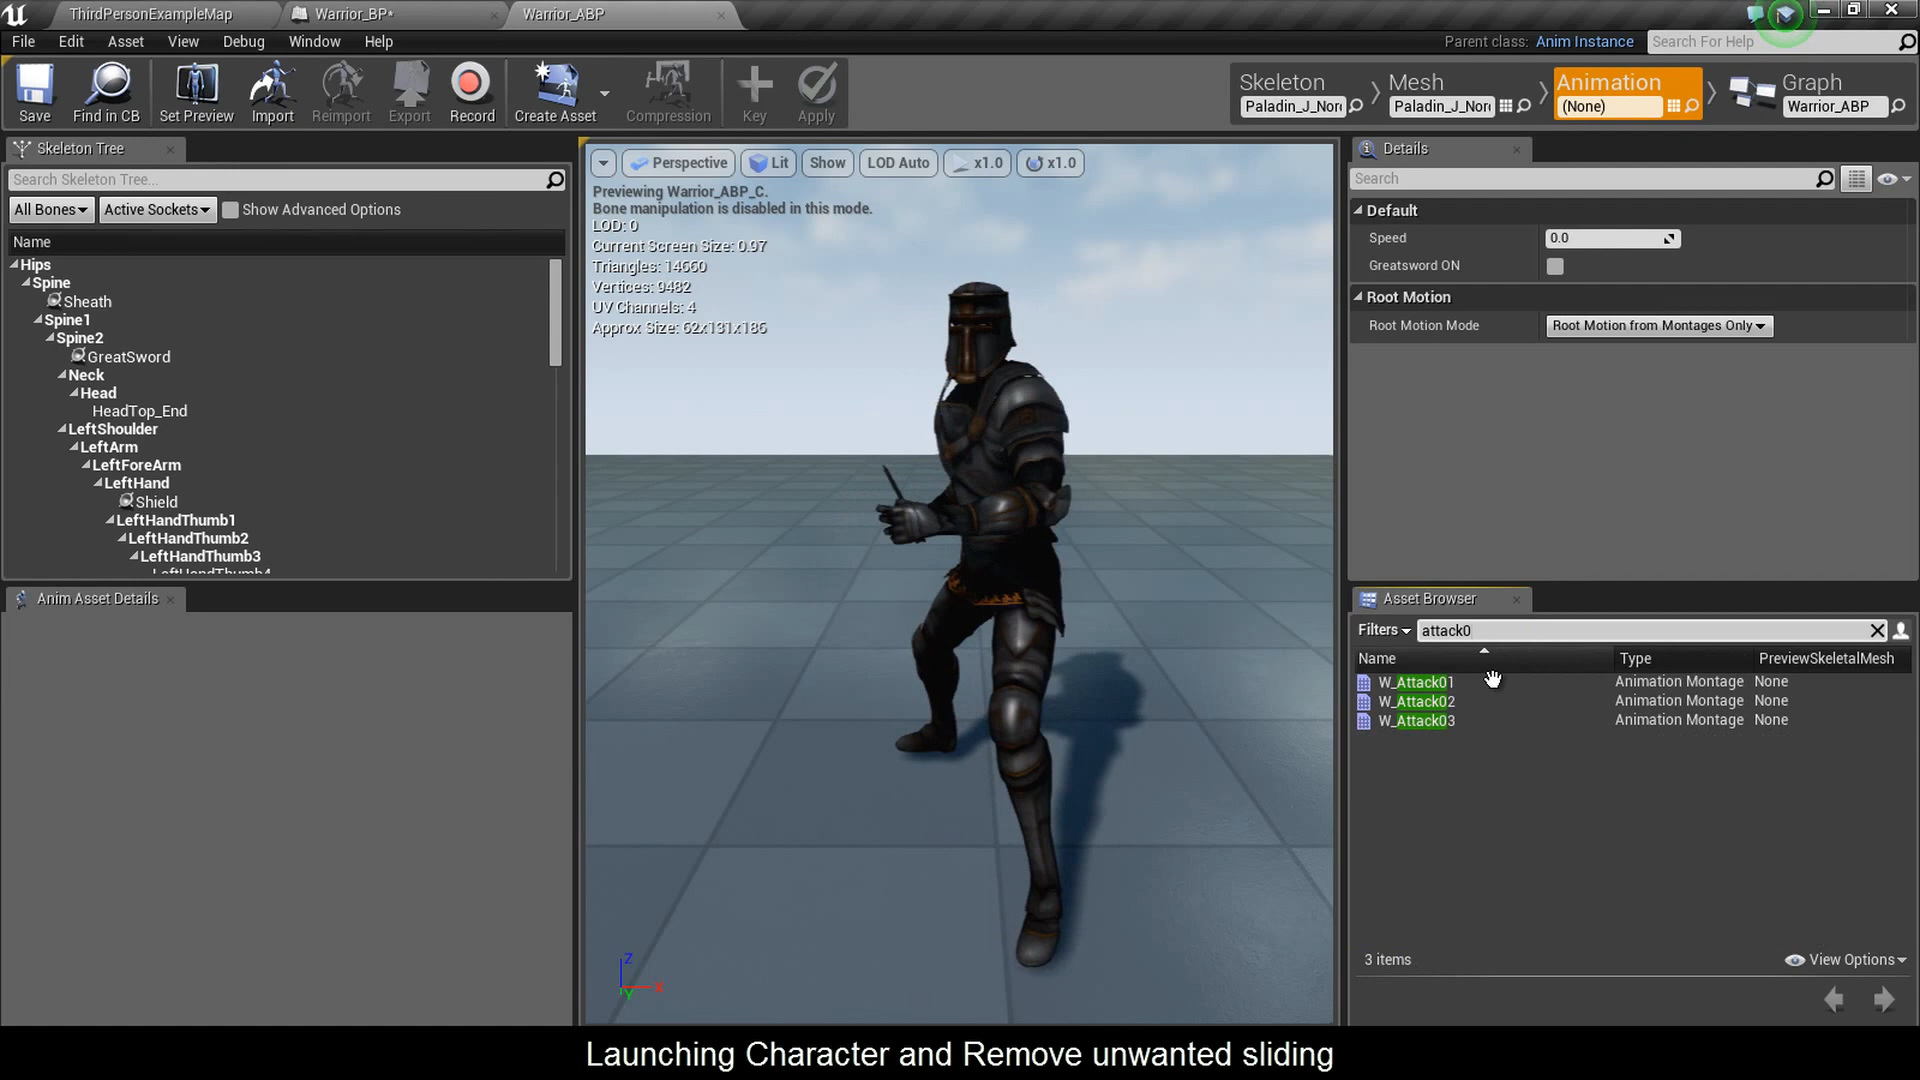 ThirdPersonExampleMap
Warrior_BP*
Warrior_ABP
File Edit Asset View Debug Window Help
Parent class: Anim Instance
Search For Help
Save
Find in CB
Set Preview
Import
Reimport
Export
Record
Create Asset
Compression
Key
Apply
Skeleton
Paladin_J_Nor
Mesh
Paladin_J_Nor
Animation
(None)
Graph
Warrior_ABP
Skeleton Tree
Search Skeleton Tree...
All Bones
Active Sockets
Show Advanced Options
Name
Hips
Spine
Sheath
Spine1
Spine2
GreatSword
Neck
Head
HeadTop_End
LeftShoulder
LeftArm
LeftForeArm
LeftHand
Shield
LeftHandThumb1
LeftHandThumb2
LeftHandThumb3
LeftHandThumb4
Anim Asset Details
Perspective
Lit
Show
LOD Auto
x1.0
x1.0
Previewing Warrior_ABP_C.
Bone manipulation is disabled in this mode.
LOD: 0
Current Screen Size: 0.97
Triangles: 14660
Vertices: 9482
UV Channels: 4
Approx Size: 62x131x186
Z
X
Y
Details
Search
Default
Speed 0.0
Greatsword ON
Root Motion
Root Motion Mode Root Motion from Montages Only
Asset Browser
Filters attack0
Name Type PreviewSkeletalMesh
W_Attack01 Animation Montage None
W_Attack02 Animation Montage None
W_Attack03 Animation Montage None
3 items
View Options
Launching Character and Remove unwanted sliding